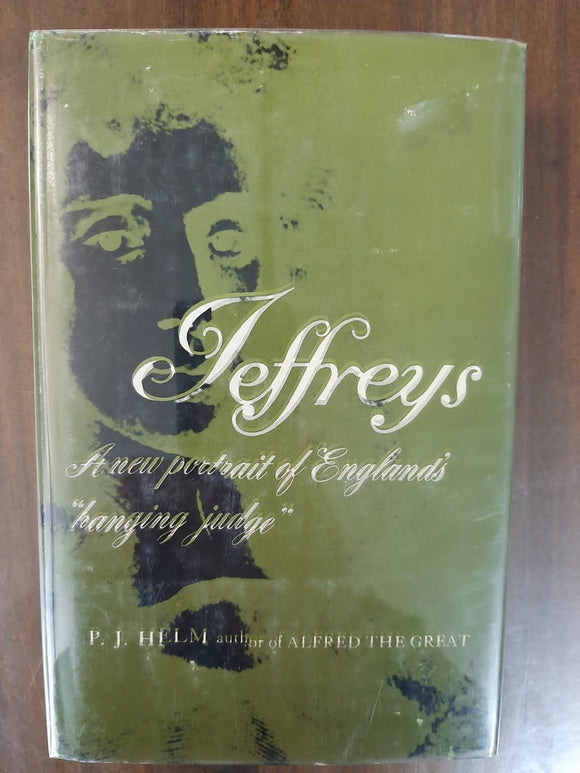 Jeffreys
A new portrait of England's
"hanging judge"
P. J. HELM author of ALFRED THE GREAT